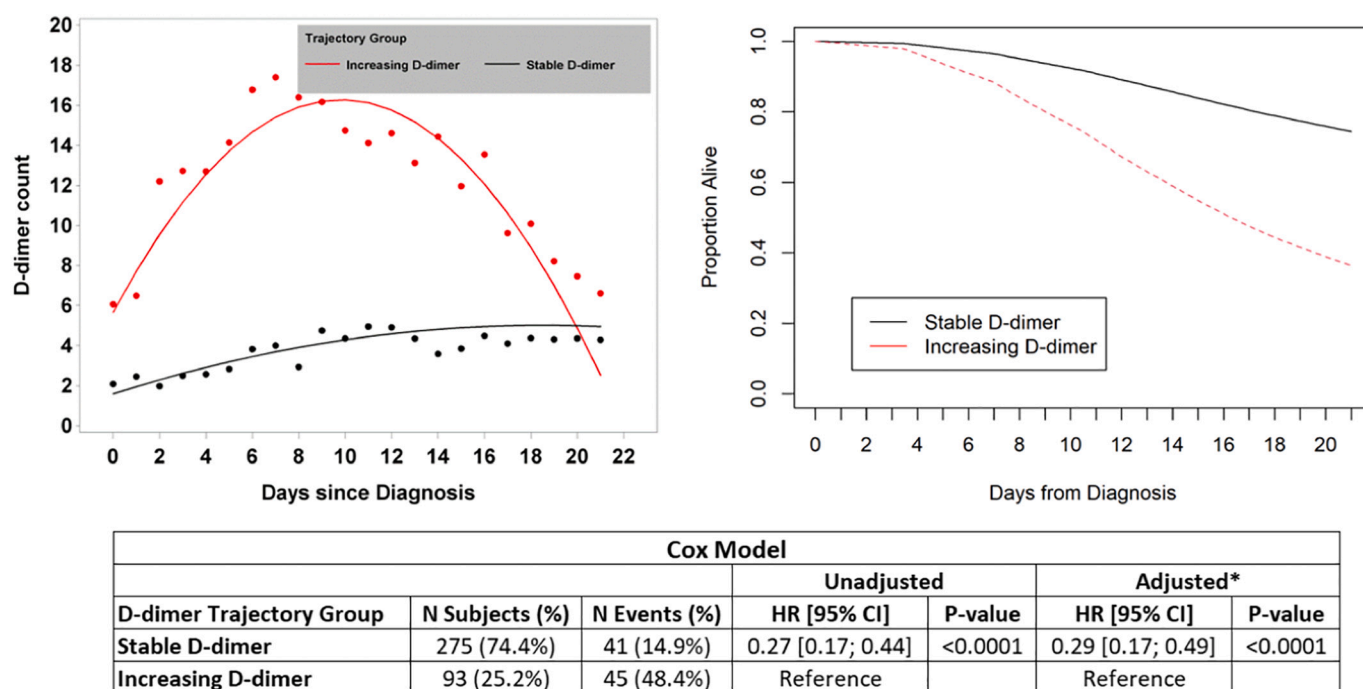 20
18
16
14
12
10
8
6
4
2
0
D-dimer count
Trajectory Group
Increasing D-dimer Stable D-dimer
0 2 4 6 8 10 12 14 16 18 20 22
Days since Diagnosis
1.0
0.8
0.6
0.4
0.2
0.0
Proportion Alive
Stable D-dimer
Increasing D-dimer
0 2 4 6 8 10 12 14 16 18 20
Days from Diagnosis
Cox Model
Unadjusted Adjusted*
D-dimer Trajectory Group N Subjects (%) N Events (%) HR [95% CI] P-value HR [95% CI] P-value
Stable D-dimer 275 (74.4%) 41 (14.9%) 0.27 [0.17; 0.44] <0.0001 0.29 [0.17; 0.49] <0.0001
Increasing D-dimer 93 (25.2%) 45 (48.4%) Reference Reference